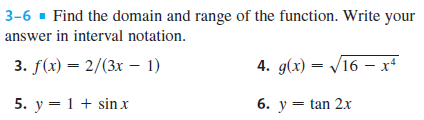 3–6 ▪ Find the domain and range of the function. Write your
answer in interval notation.
3. f(x) = 2/(3x − 1) 4. g(x) = √(16 − x⁴)
5. y = 1 + sin x 6. y = tan 2x